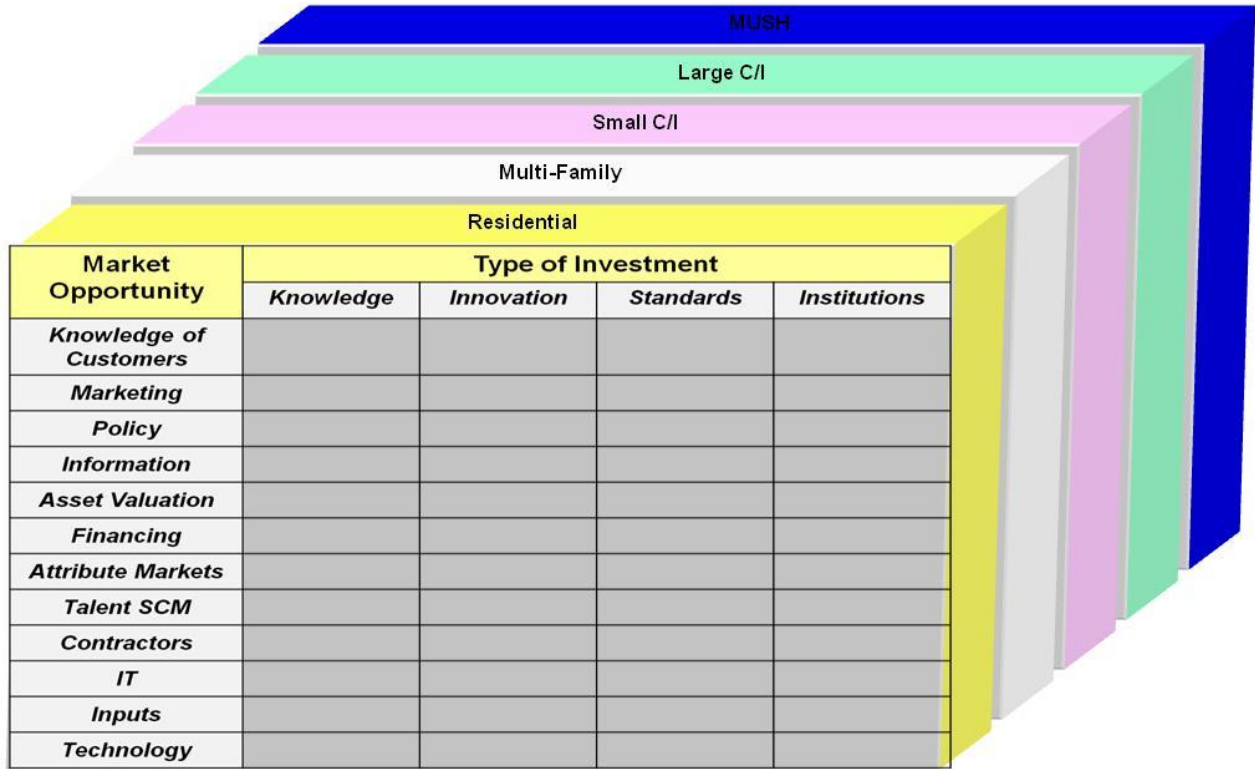 MUSH
Large C/I
Small C/I
Multi-Family
Residential
Market
Opportunity
Type of Investment
Knowledge Innovation Standards Institutions
Knowledge of
Customers
Marketing
Policy
Information
Asset Valuation
Financing
Attribute Markets
Talent SCM
Contractors
IT
Inputs
Technology